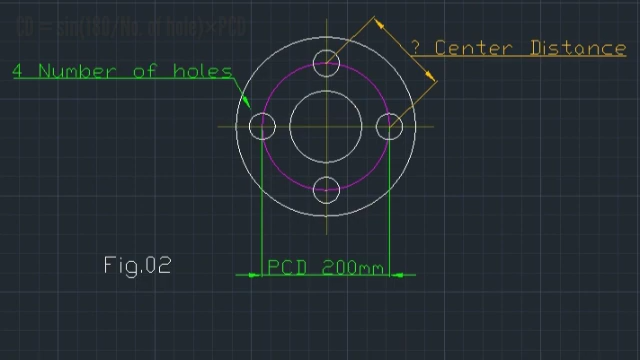 CD = sin(180/No. of hole)×PCD
? Center Distance
4 Number of holes
PCD 200mm
Fig.02